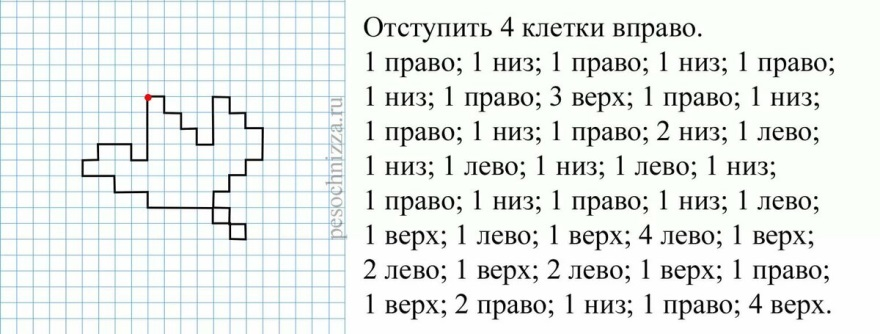 Отступить 4 клетки вправо.
1 право; 1 низ; 1 право; 1 низ; 1 право;
1 низ; 1 право; 3 верх; 1 право; 1 низ;
1 право; 1 низ; 1 право; 2 низ; 1 лево;
1 низ; 1 лево; 1 низ; 1 лево; 1 низ;
1 право; 1 низ; 1 право; 1 низ; 1 лево;
1 верх; 1 лево; 1 верх; 4 лево; 1 верх;
2 лево; 1 верх; 2 лево; 1 верх; 1 право;
1 верх; 2 право; 1 низ; 1 право; 4 верх.
pesochnizza.ru